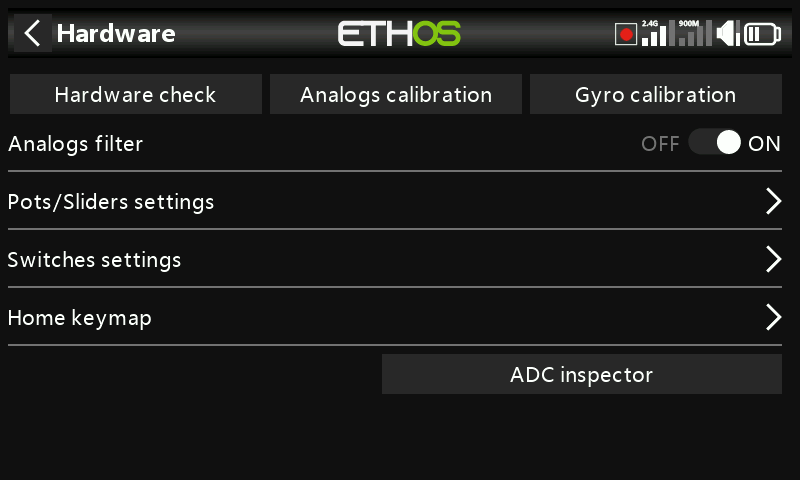 Hardware
ETHOS
2.4G 900M
Hardware check Analogs calibration Gyro calibration
Analogs filter OFF ON
Pots/Sliders settings
Switches settings
Home keymap
ADC inspector